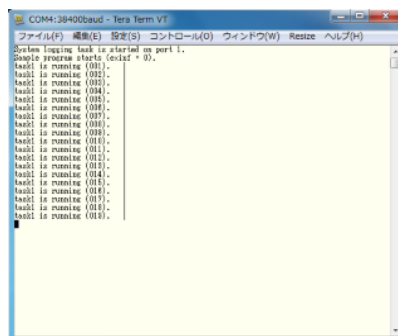 COM4:38400baud - Tera Term VT
ファイル(F) 編集(E) 設定(S) コントロール(O) ウィンドウ(W) Resize ヘルプ(H)
System logging task is started on port 1.
Sample program starts (exinf = 0).
task1 is running (001).   |
task1 is running (002).   |
task1 is running (003).   |
task1 is running (004).   |
task1 is running (005).   |
task1 is running (006).   |
task1 is running (007).   |
task1 is running (008).   |
task1 is running (009).   |
task1 is running (010).   |
task1 is running (011).   |
task1 is running (012).   |
task1 is running (013).   |
task1 is running (014).   |
task1 is running (015).   |
task1 is running (016).   |
task1 is running (017).   |
task1 is running (018).   |
task1 is running (019).   |